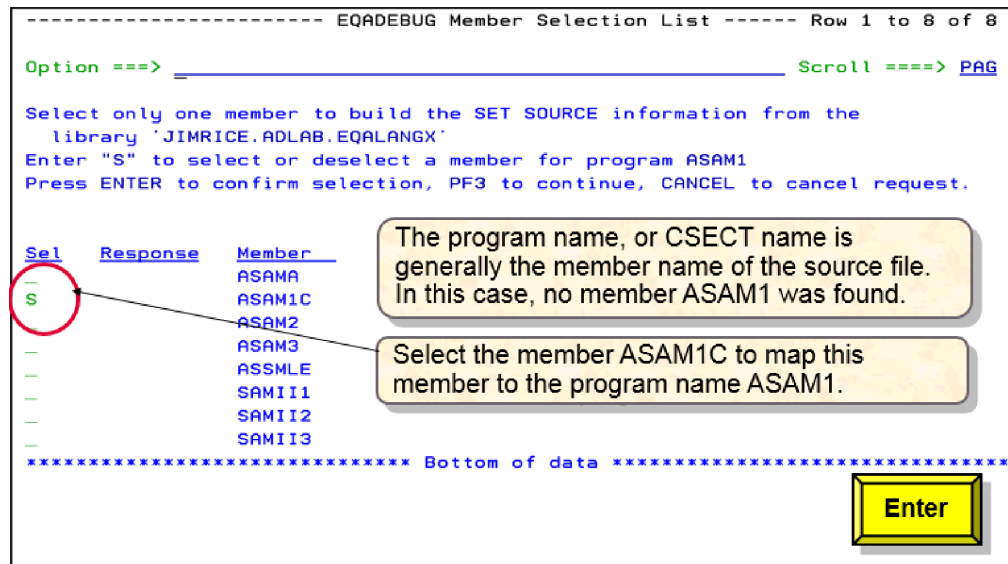 ------------------------ EQADEBUG Member Selection List ------ Row 1 to 8 of 8
Option ===> _ Scroll ====> PAG
Select only one member to build the SET SOURCE information from the
library 'JIMRICE.ADLAB.EQALANGX'
Enter "S" to select or deselect a member for program ASAM1
Press ENTER to confirm selection, PF3 to continue, CANCEL to cancel request.
Sel Response Member
_ ASAMA
S ASAM1C
_ ASAM2
_ ASAM3
_ ASSMLE
_ SAMII1
_ SAMII2
_ SAMII3
******************************* Bottom of data ********************************
The program name, or CSECT name is
generally the member name of the source file.
In this case, no member ASAM1 was found.
Select the member ASAM1C to map this
member to the program name ASAM1.
Enter